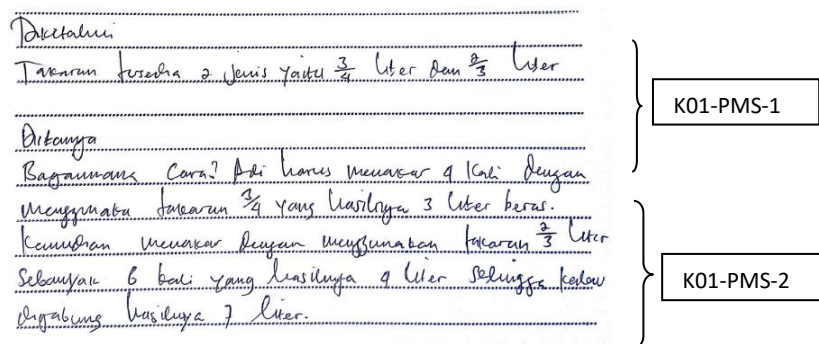 Diketahui
Takaran tersedia 2 jenis yaitu 3/4 liter dan 2/3 liter
K01-PMS-1
Ditanya
Bagaimana Cara? Adi harus menakar 4 kali dengan
menggunaka takaran 3/4 yang hasilnya 3 liter beras.
Kemudian menakar dengan menggunakan takaran 2/3 liter
K01-PMS-2
Sebanyak 6 kali yang hasilnya 4 liter sehingga
digabung hasilnya 7 liter.